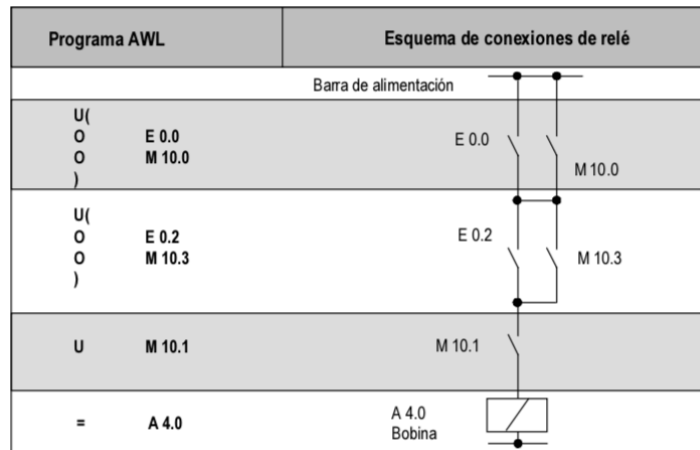 Programa AWL
Esquema de conexiones de relé
Barra de alimentación
U(
O E 0.0
O M 10.0
)
E 0.0
M 10.0
U(
O E 0.2
O M 10.3
)
E 0.2
M 10.3
U M 10.1
M 10.1
= A 4.0
A 4.0
Bobina